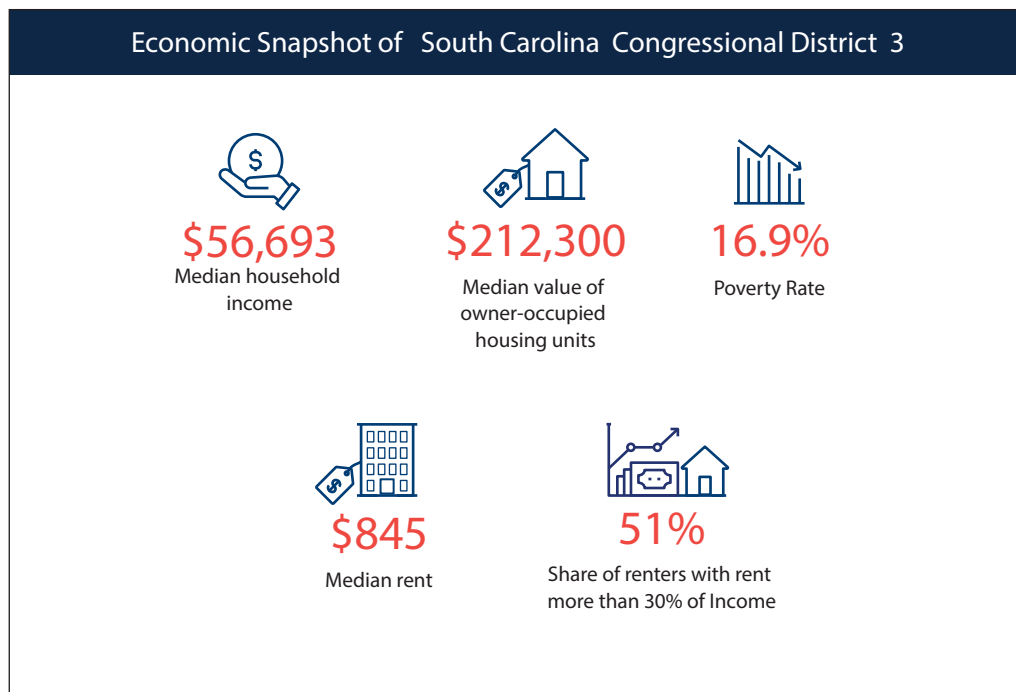 Economic Snapshot of South Carolina Congressional District 3
$
$
$56,693
$212,300
16.9%
Median household
income
Median value of
owner-occupied
housing units
Poverty Rate
$
$845
51%
Median rent
Share of renters with rent
more than 30% of Income